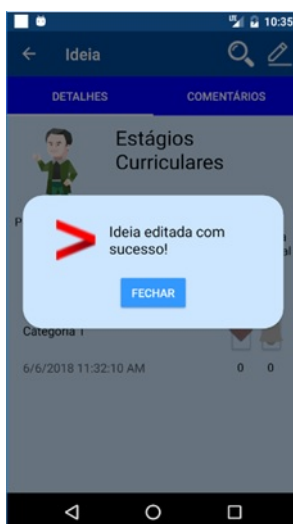 10:35
Ideia
DETALHES
COMENTÁRIOS
Estágios
Curriculares
Ideia editada com
sucesso!
FECHAR
Categoria 1
6/6/2018 11:32:10 AM
0 0